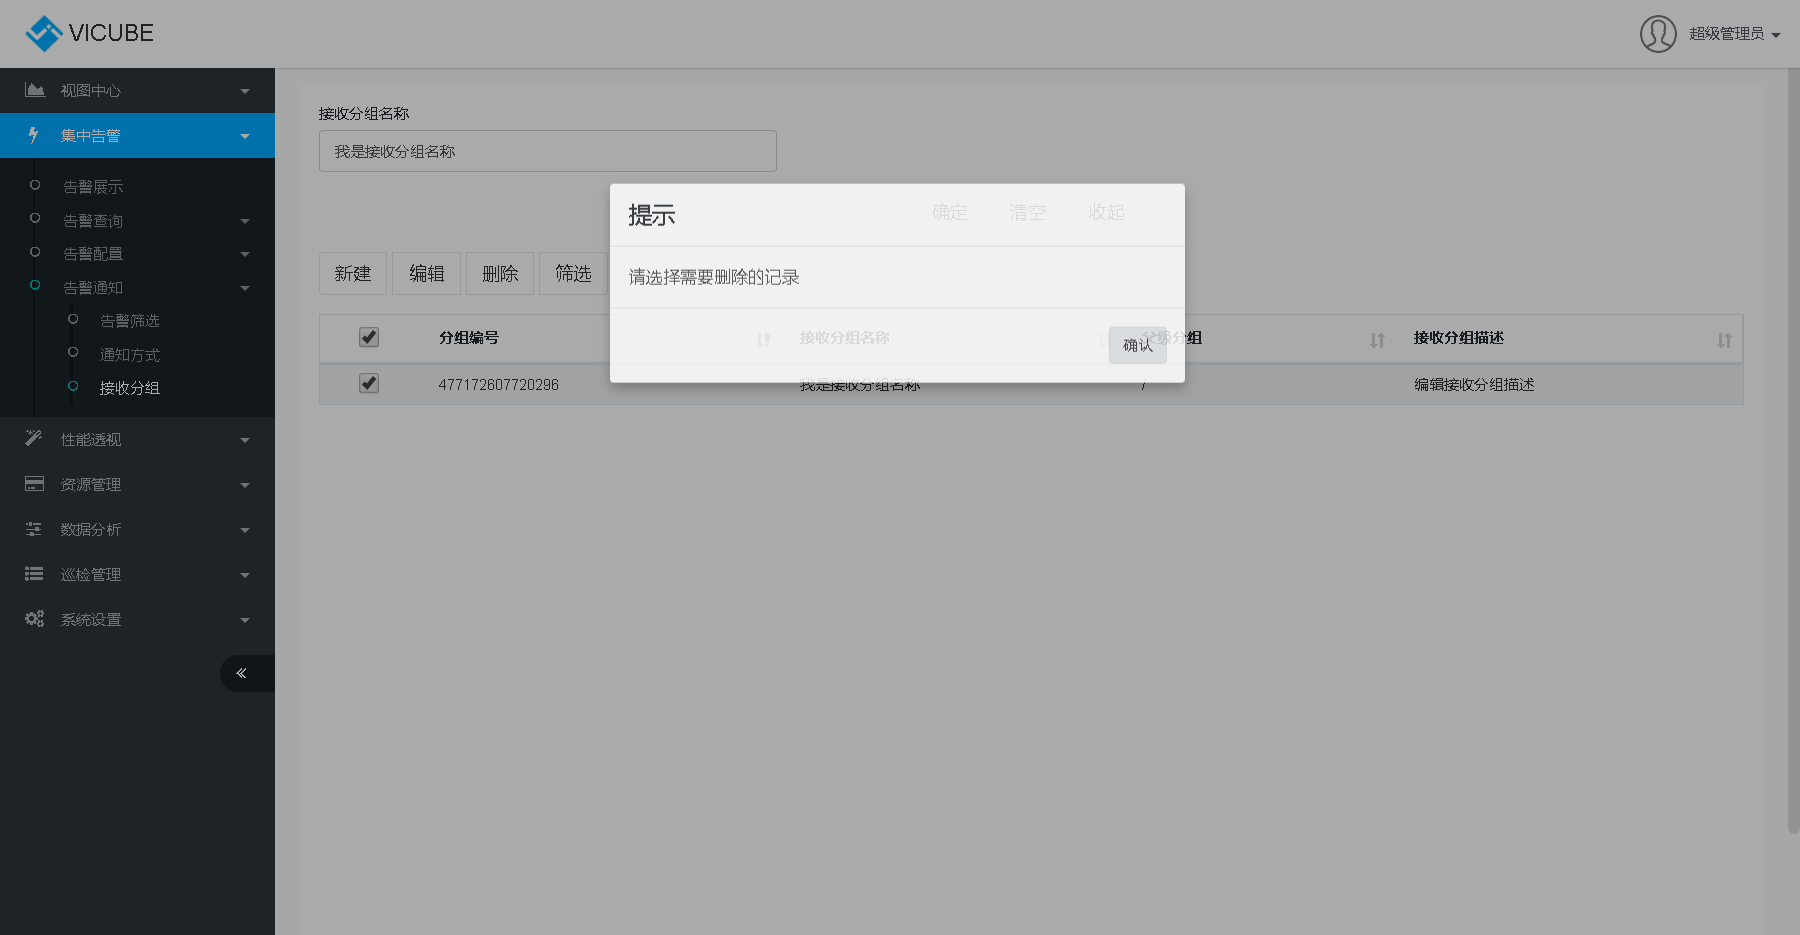 VICUBE
超级管理员
视图中心
集中告警
告警展示
告警查询
告警配置
告警通知
告警筛选
通知方式
接收分组
性能透视
资源管理
数据分析
巡检管理
系统设置
接收分组名称
我是接收分组名称
确定 清空 收起
新建 编辑 删除 筛选
分组编号 接收分组名称 父级分组 接收分组描述
477172607720296 我是接收分组名称 / 编辑接收分组描述
提示
请选择需要删除的记录
确认